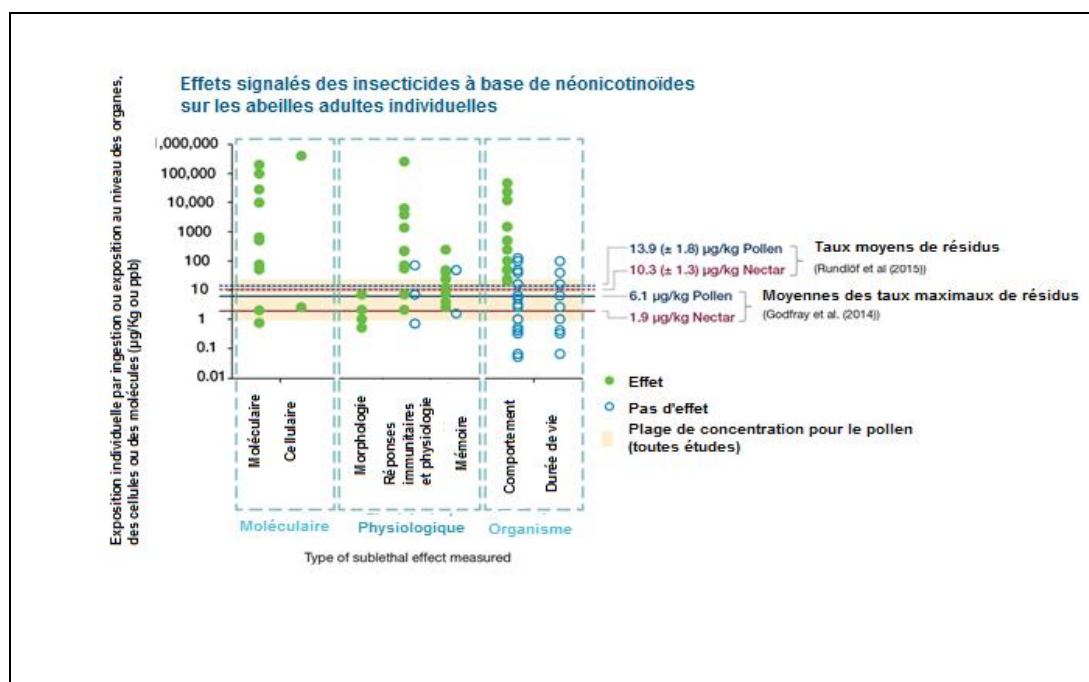 Effets signalés des insecticides à base de néonicotinoïdes
sur les abeilles adultes individuelles
Exposition individuelle par ingestion ou exposition au niveau des organes,
des cellules ou des molécules (µg/Kg ou ppb)
,000,000
100,000
10,000
1000
100
10
1
0.1
0.01
13.9 (± 1.8) µg/kg Pollen
10.3 (± 1.3) µg/kg Nectar
Taux moyens de résidus
(Rundlöf et al (2015))
6.1 µg/kg Pollen
1.9 µg/kg Nectar
Moyennes des taux maximaux de résidus
(Godfray et al. (2014))
Effet
Pas d'effet
Plage de concentration pour le pollen
(toutes études)
Moléculaire
Cellulaire
Morphologie
Réponses
immunitaires
et physiologie
Mémoire
Comportement
Durée de vie
Moléculaire
Physiologique
Organisme
Type of sublethal effect measured